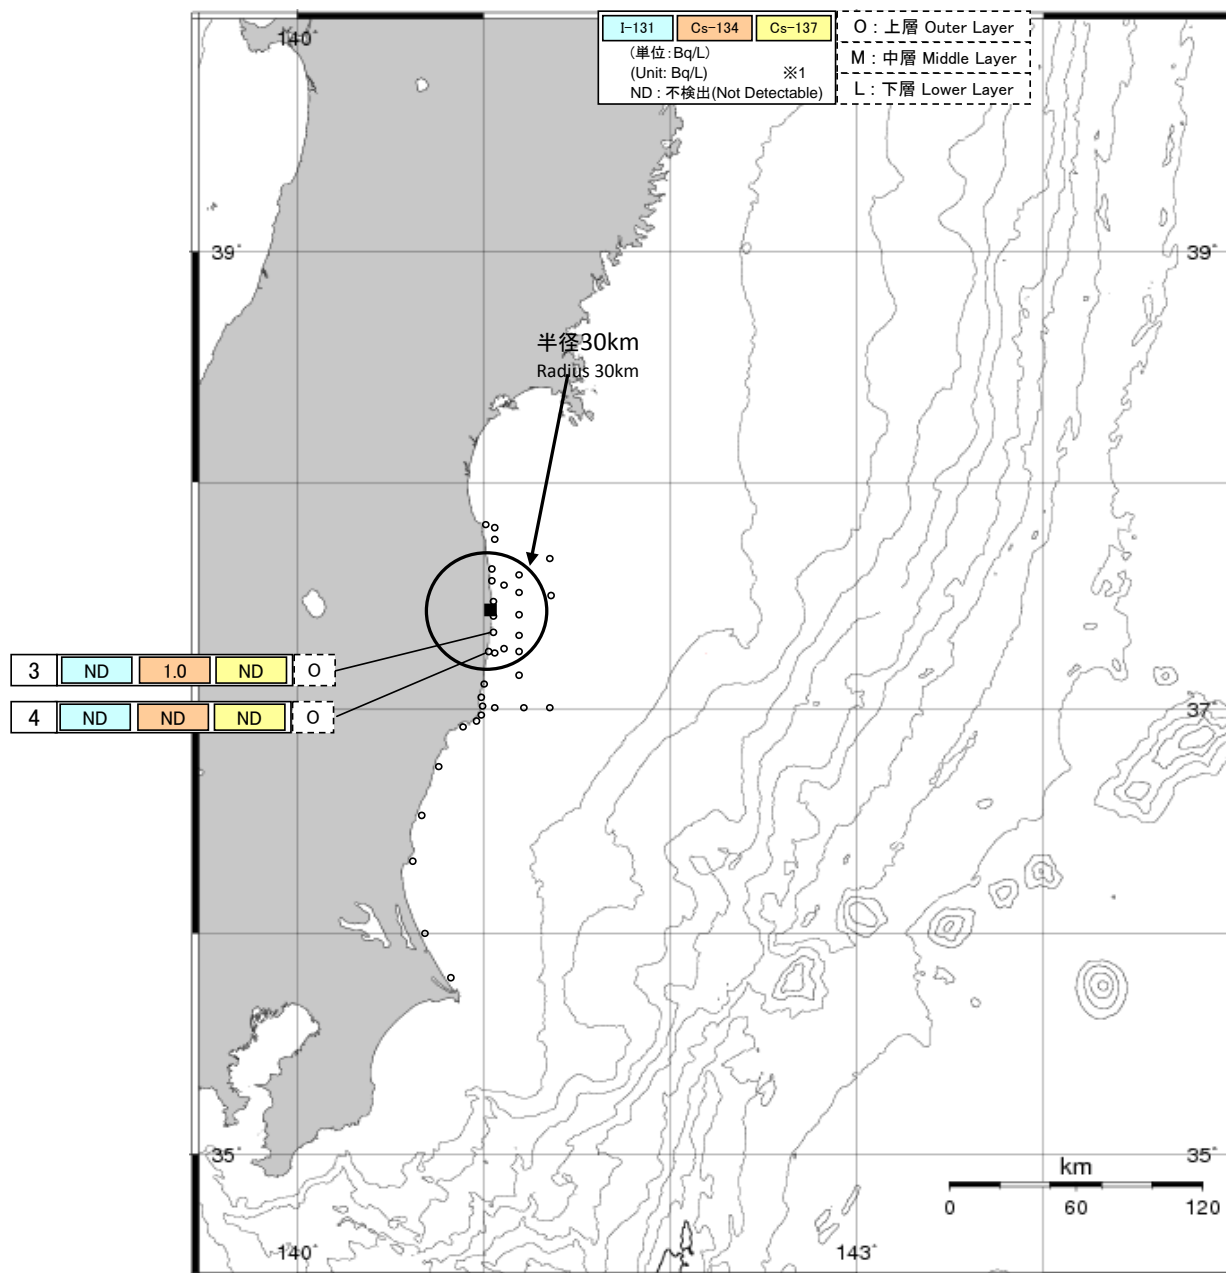 140°
I-131 Cs-134 Cs-137
(単位:Bq/L)
(Unit: Bq/L) ※1
ND : 不検出(Not Detectable)
O : 上層 Outer Layer
M : 中層 Middle Layer
L : 下層 Lower Layer
39° 39°
半径30km
Radius 30km
3 ND 1.0 ND O
4 ND ND ND O
37°
35° 35°
km
0 60 120
140° 143°